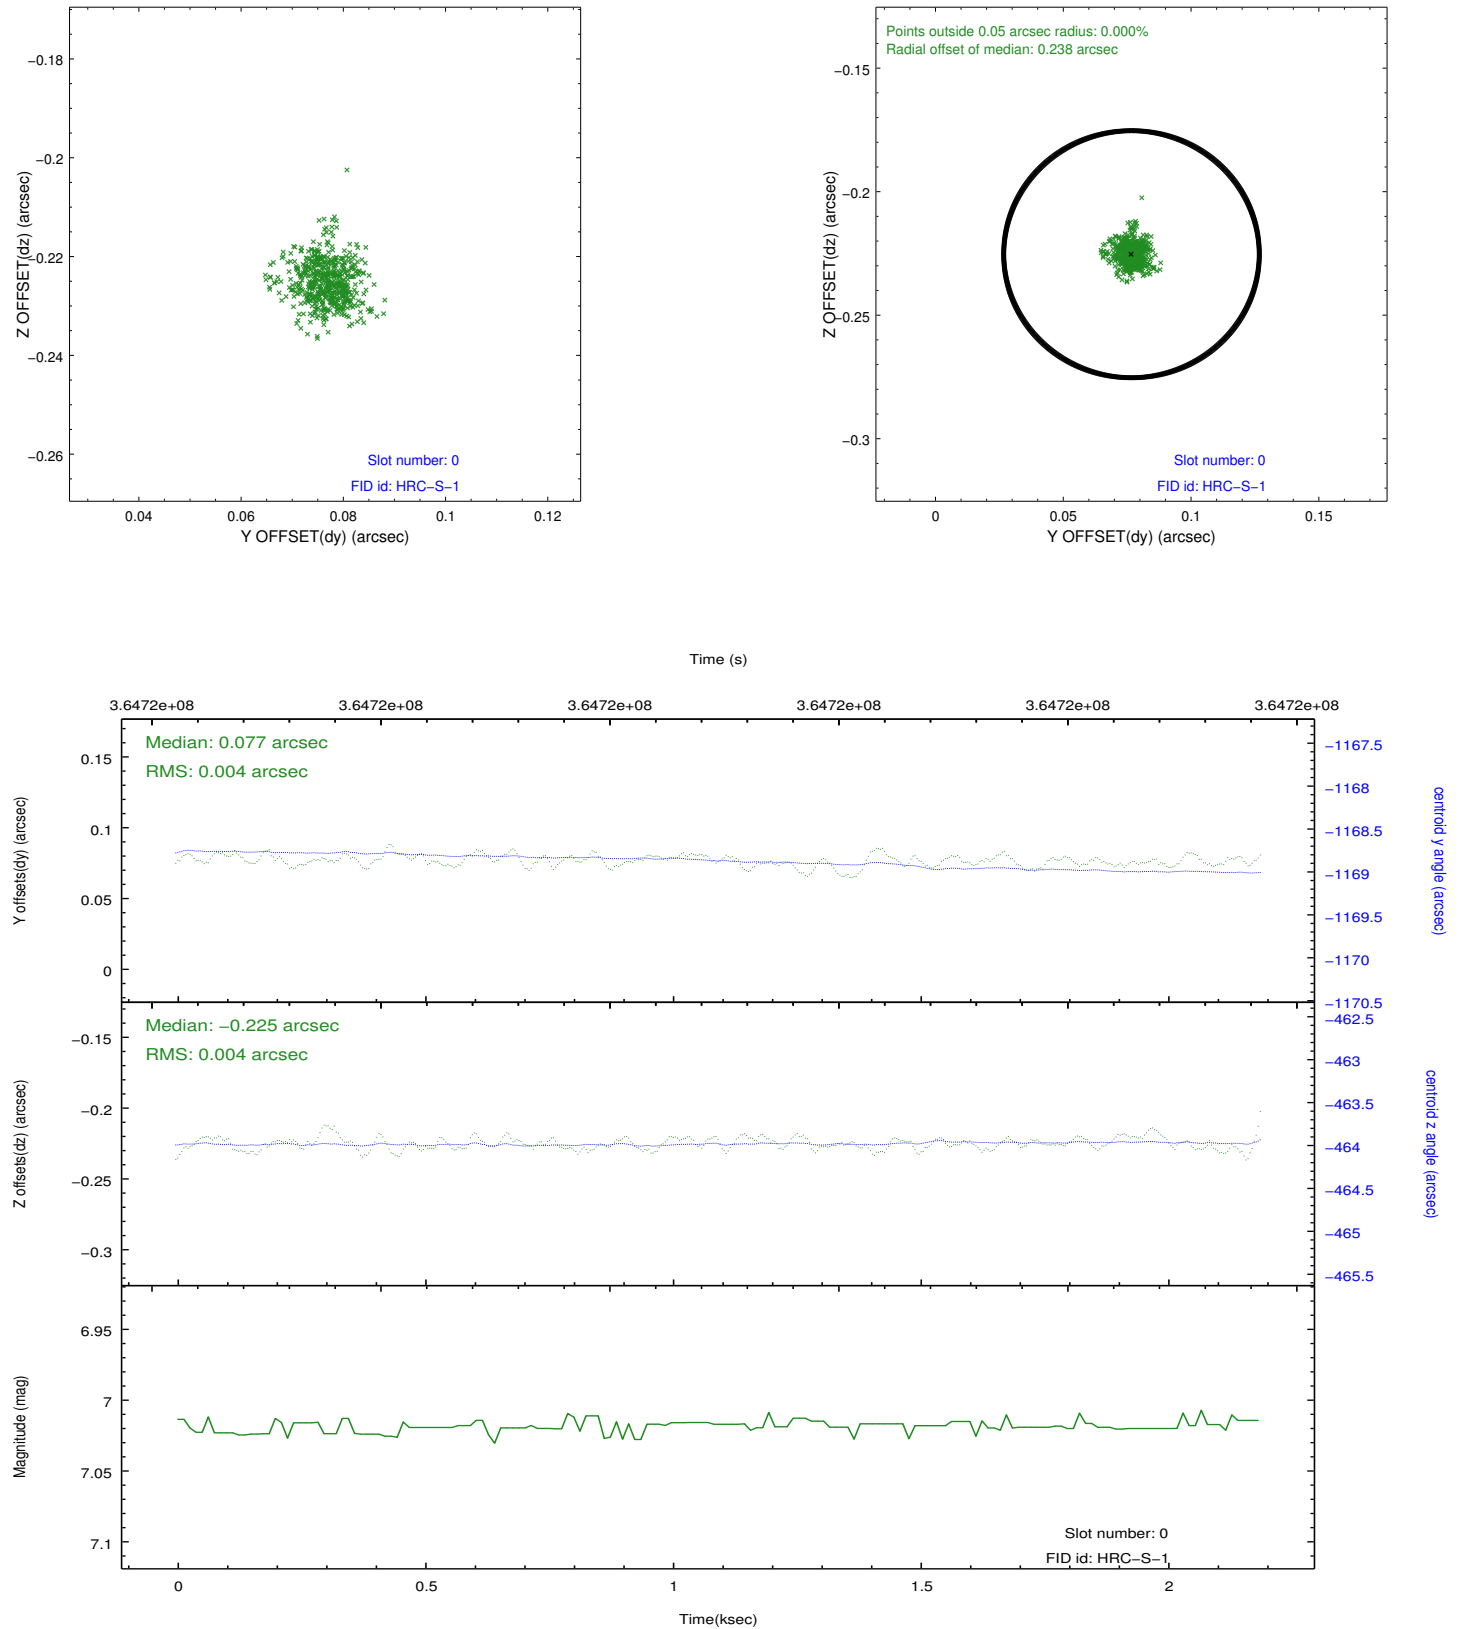 −0.18
−0.2
−0.22
−0.24
−0.26
Z OFFSET(dz) (arcsec)
Slot number: 0
FID id: HRC−S−1
0.04
0.06
0.08
0.1
0.12
Y OFFSET(dy) (arcsec)
Points outside 0.05 arcsec radius: 0.000%
Radial offset of median: 0.238 arcsec
−0.15
−0.2
−0.25
−0.3
Z OFFSET(dz) (arcsec)
Slot number: 0
FID id: HRC−S−1
0
0.05
0.1
0.15
Y OFFSET(dy) (arcsec)
Time (s)
3.6472e+08
3.6472e+08
3.6472e+08
3.6472e+08
3.6472e+08
3.6472e+08
Median: 0.077 arcsec
RMS: 0.004 arcsec
0.15
0.1
0.05
0
Y offsets(dy) (arcsec)
−1167.5
−1168
−1168.5
−1169
−1169.5
−1170
−1170.5
centroid y angle (arcsec)
Median: −0.225 arcsec
RMS: 0.004 arcsec
−0.15
−0.2
−0.25
−0.3
Z offsets(dz) (arcsec)
−462.5
−463
−463.5
−464
−464.5
−465
−465.5
centroid z angle (arcsec)
6.95
7
7.05
7.1
Magnitude (mag)
Slot number: 0
FID id: HRC−S−1
0
0.5
1
1.5
2
Time(ksec)